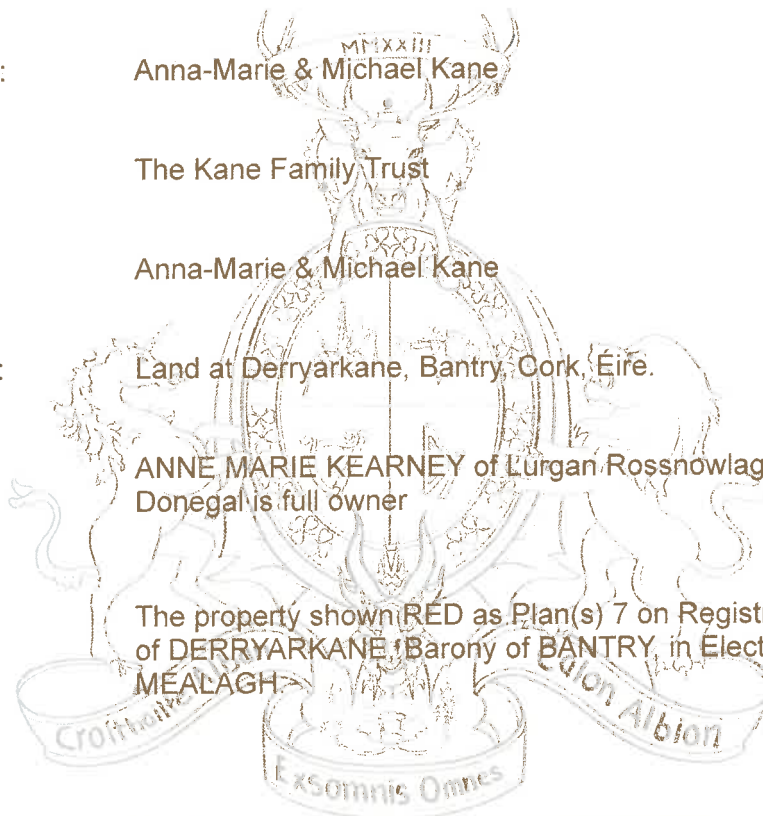 MMXXIII
: Anna-Marie & Michael Kane
The Kane Family Trust
Anna-Marie & Michael Kane
: Land at Derryarkane, Bantry, Cork, Éire.
ANNE MARIE KEARNEY of Lurgan Rossnowlag
Donegal is full owner
The property shown RED as Plan(s) 7 on Regist
of DERRYARKANE, Barony of BANTRY, in Elect
MEALAGH.
Albion
Exsomnis Omnes